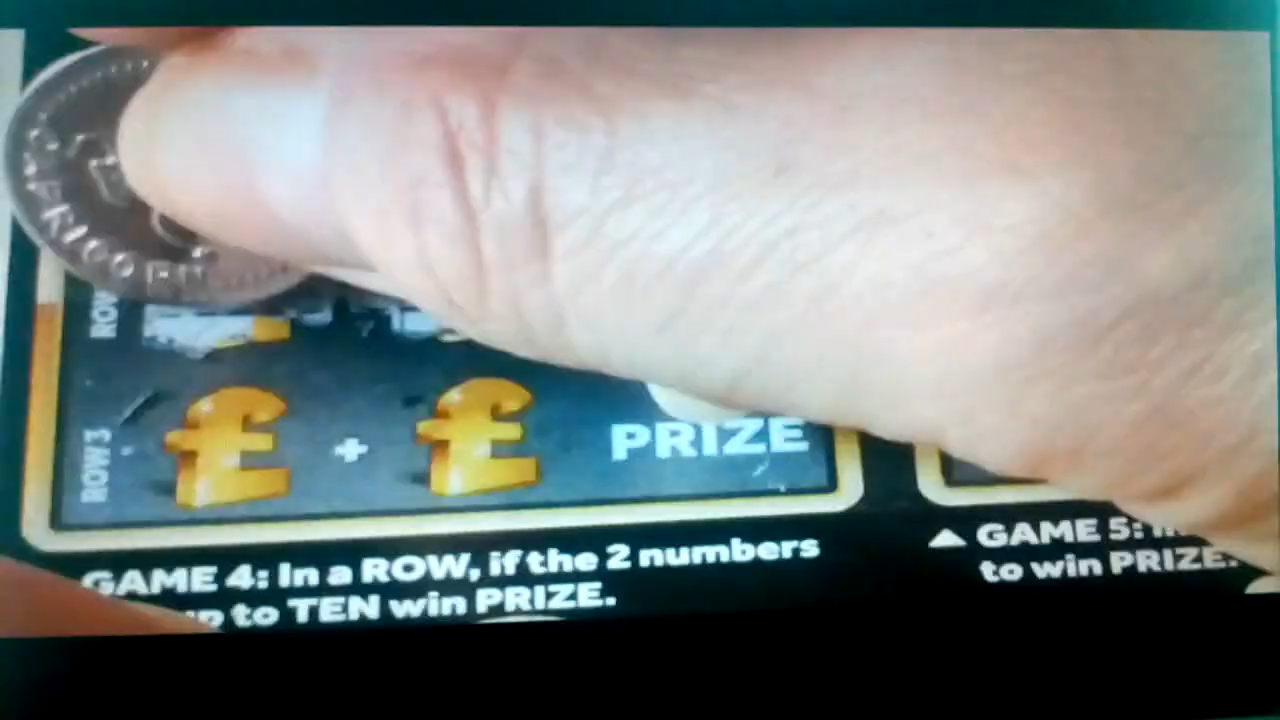 ROW
ROW 3
£ + £ PRIZE
GAME 4: In a ROW, if the 2 numbers
to TEN win PRIZE.
GAME 5:
to win PRIZE.